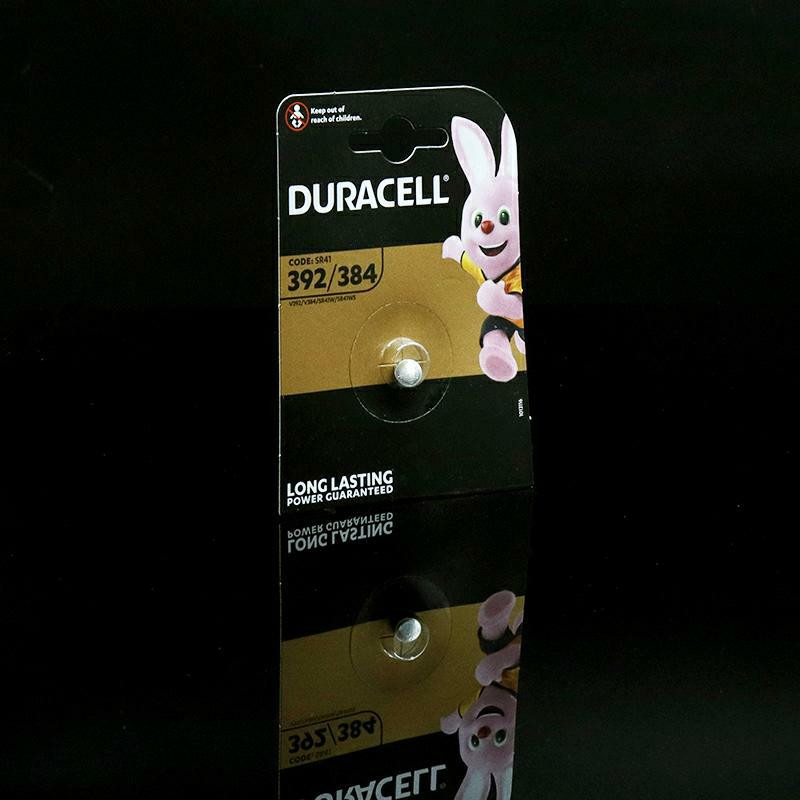 Keep out of
reach of children.
DURACELL®
CODE: SR41
392/384
V392/V384/SR41W/SR41WS
LONG LASTING
POWER GUARANTEED